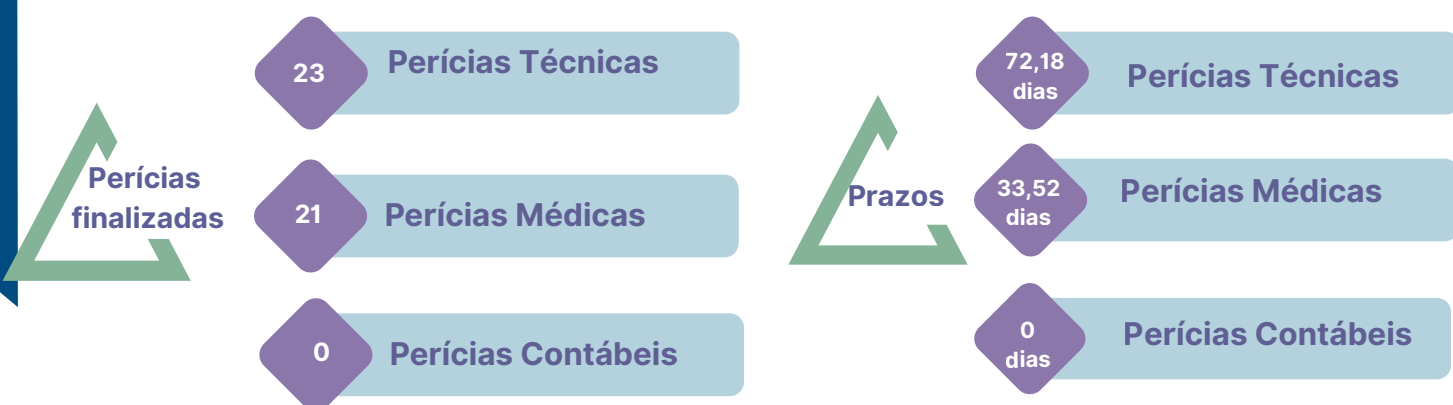 Perícias
finalizadas
23
Perícias Técnicas
21
Perícias Médicas
0
Perícias Contábeis
Prazos
72,18
dias
Perícias Técnicas
33,52
dias
Perícias Médicas
0
dias
Perícias Contábeis